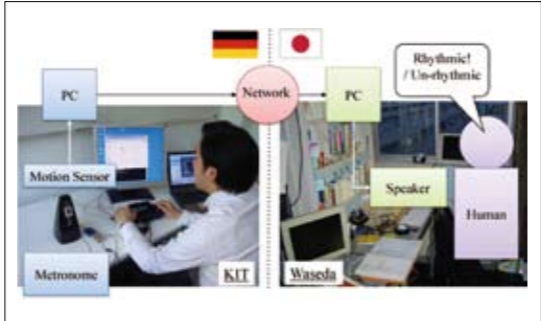 Rhythmic!
/ Un-rhythmic
PC
Network
PC
Motion Sensor
Speaker
Human
Metronome
KIT
Waseda